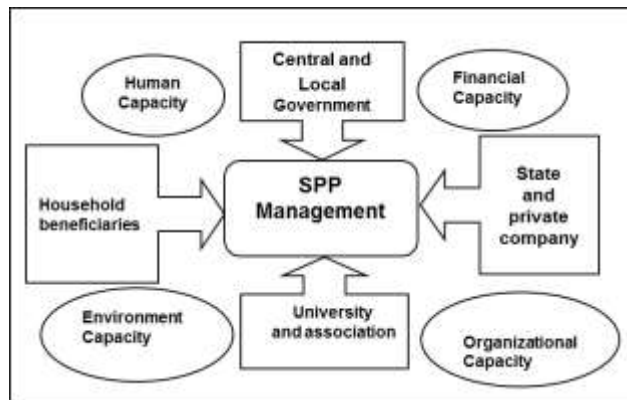 Human
Capacity
Central and
Local
Government
Financial
Capacity
Household
beneficiaries
SPP
Management
State
and
private
company
Environment
Capacity
University
and association
Organizational
Capacity